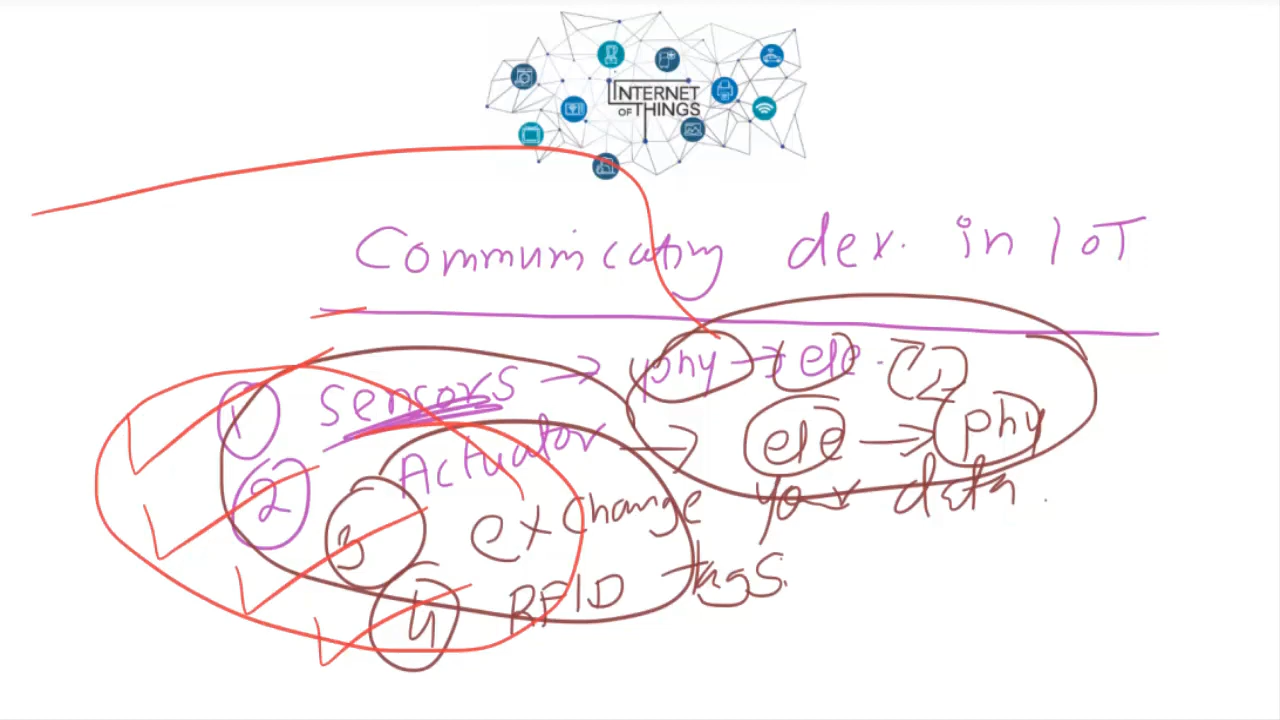 INTERNET
OF THINGS
Communicating dev. in IoT
1 Sensors → phy → ele.
2 Actuator → ele → phy
3 exchange your data.
4 RFID tags.